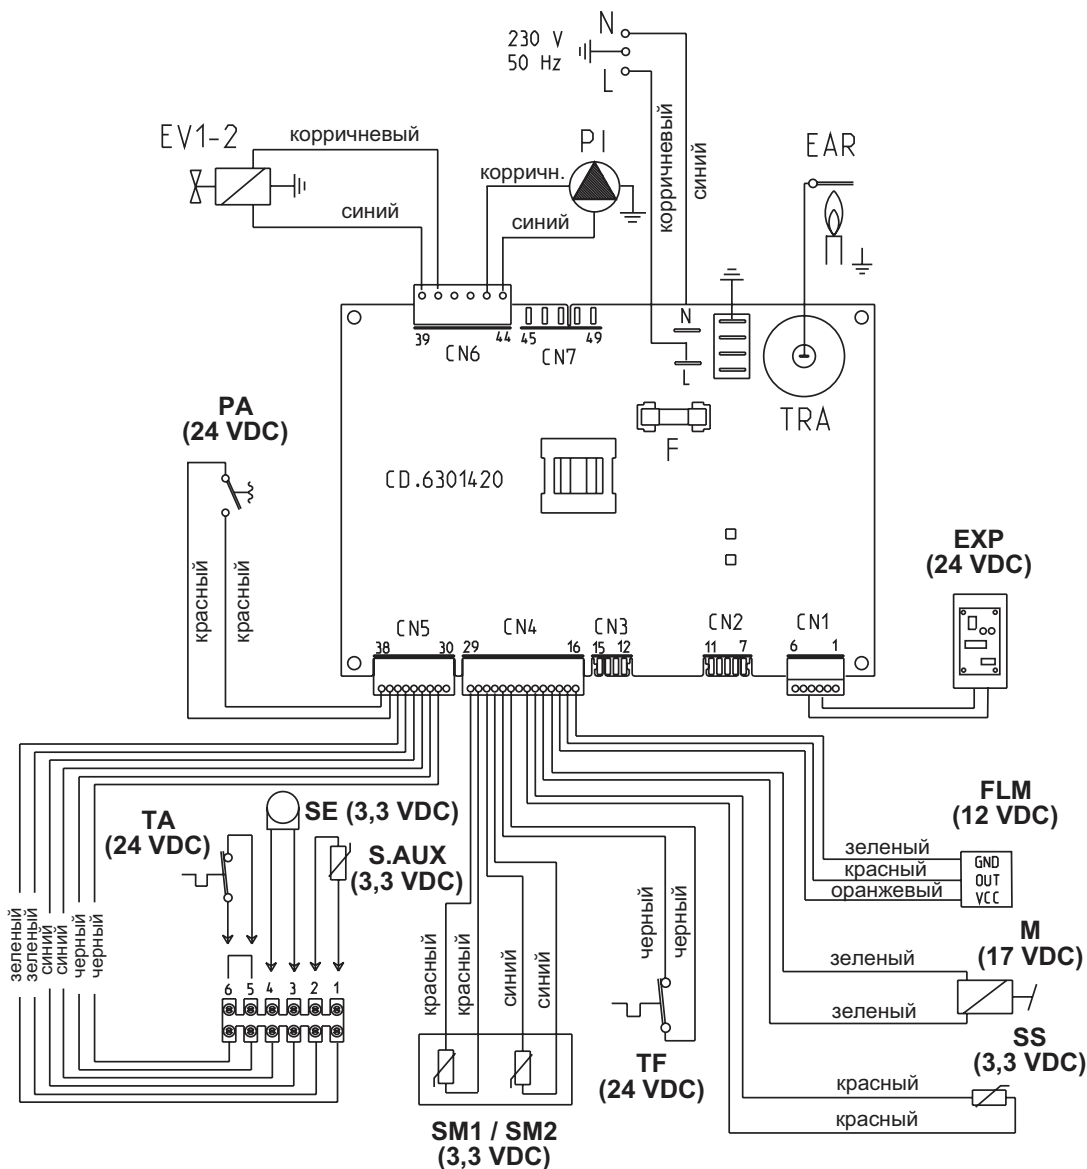 N
230 V
50 Hz
L
EV1-2
корричневый
синий
PI
корричн.
синий
корричневый
синий
EAR
39
CN6
44
45
CN7
49
N
L
F
TRA
CD.6301420
PA
(24 VDC)
красный
красный
EXP
(24 VDC)
CN5
38
30
CN4
29
16
CN3
15
12
CN2
11
7
CN1
6
1
TA
(24 VDC)
SE (3,3 VDC)
S.AUX
(3,3 VDC)
зеленый
зеленый
синий
синий
черный
черный
6
5
4
3
2
1
красный
красный
синий
синий
SM1 / SM2
(3,3 VDC)
черный
черный
TF
(24 VDC)
FLM
(12 VDC)
зеленый
красный
оранжевый
GND
OUT
VCC
M
(17 VDC)
зеленый
зеленый
SS
(3,3 VDC)
красный
красный